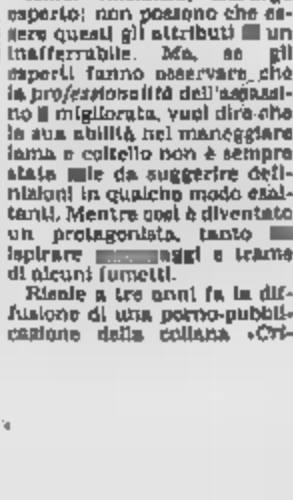 esperto; non possono che es-
sere questi gli attributi un
inafferrabile. Ma, se gli
esperti fanno osservare che
la professionalità dell'assassi-
no migliorata, vuol dire che
la sua abilità nel maneggiare
lama e coltello non è sempre
stata le da suggerire defi-
nizioni in qualche modo esal-
tanti. Mentre così è diventato
un protagonista, tanto
ispirare aggi e trame
di alcuni fumetti.
Risale a tre anni fa la dif-
fusione di una porno-pubbli-
cazione della collana «Cri-